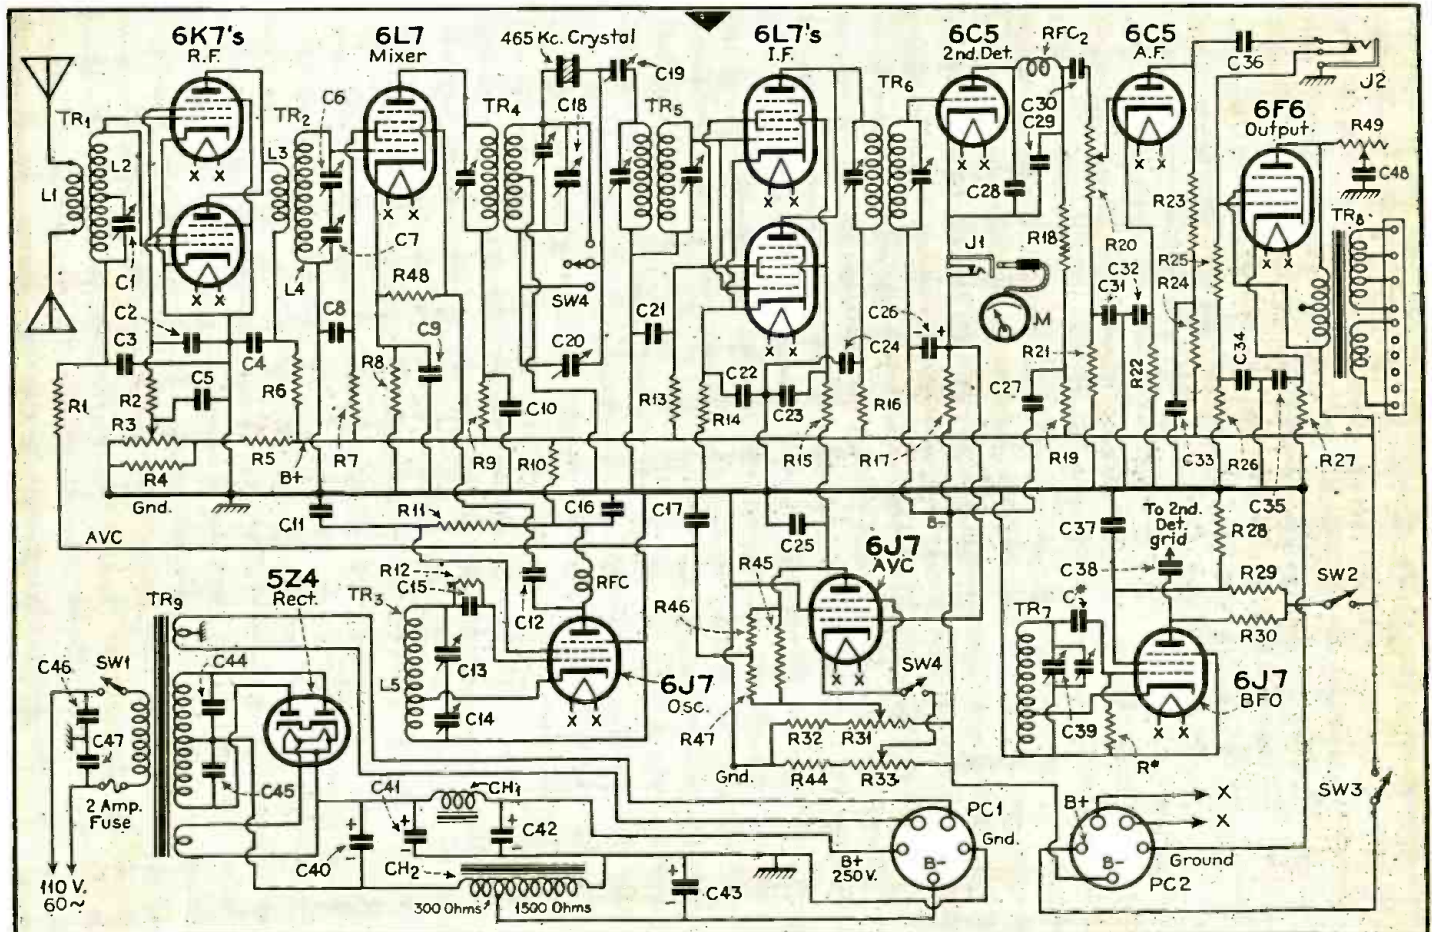 6K7's
R.F.
6L7
Mixer
465 Kc. Crystal
C19
6L7's
I.F.
6C5
2nd. Det.
RFC2
6C5
A.F.
C36
J2
6F6
Output
R49
C48
TR1
L2
L1
C1
TR2
C6
L3
C7
L4
TR4
C18
TR5
TR6
C30
C29
C28
R23
TR8
X X
X X
X X
X X
X X
X X
X X
X X
R48
SW4
J1
M
R18
R20
C32
C31
R25
R24
C2
C3
C4
C5
R1
R2
R3
R4
R5
R6
C8
R7
R8
C9
C20
C10
R9
R10
C21
R13
R14
C22
C23
C24
R15
R16
C26
- +
R17
C27
R21
R19
R22
C33
C34
R26
C35
R27
B+
Gnd.
C11
R11
C16
C17
C25
B-
C37
To 2nd.
Det.
grid
R28
AVC
5Z4
Rect.
R12
C15
TR3
C12
RFC
R45
R46
6J7
AVC
C38
R29
SW2
R30
TR9
C46
SW1
C44
C13
L5
C14
6J7
Osc.
X X
X X
SW4
R47
R32
R31
R44
R33
Gnd.
TR7
C*
C39
R*
6J7
BFO
X X
C47
C45
2 Amp.
Fuse
110 V.
60~
C41
CH1
C42
C40
CH2
300 Ohms
1500 Ohms
C43
+ -
+ -
+ -
+ -
B+
250 V.
PC1
Gnd.
B-
B+
X
X
B-
Ground
PC2
SW3